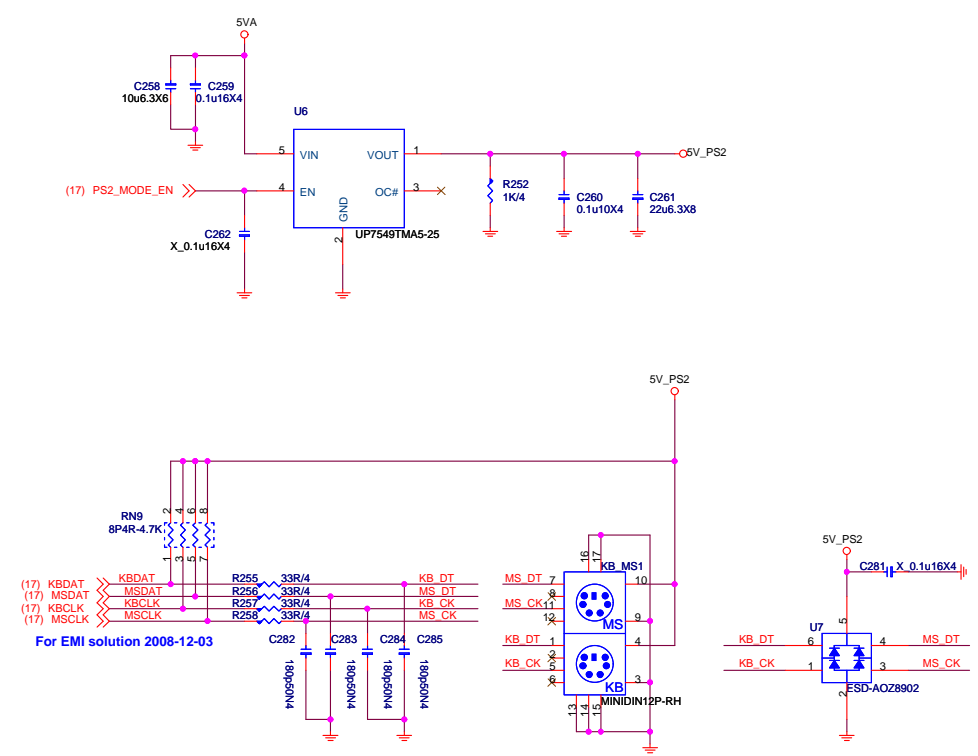 5VA
C258
10u6.3X6
C259
0.1u16X4
U6
5 VIN VOUT 1
(17) PS2_MODE_EN 4 EN OC# 3
GND
2
UP7549TMA5-25
C262
X_0.1u16X4
5V_PS2
R252
1K/4
C260
0.1u10X4
C261
22u6.3X8
5V_PS2
RN9
8P4R-4.7K
2 4 6 8
1 3 5 7
(17) KBDAT KBDAT R255 33R/4 KB_DT
(17) MSDAT MSDAT R256 33R/4 MS_DT
(17) KBCLK KBCLK R257 33R/4 KB_CK
(17) MSCLK MSCLK R258 33R/4 MS_CK
For EMI solution 2008-12-03
C282 C283 C284 C285
180p50N4 180p50N4 180p50N4 180p50N4
16 17
KB_MS1
MS_DT 7 10
8
MS_CK 11
12 MS 9
KB_DT 1 4
2
KB_CK 5
6 KB 3
MINIDIN12P-RH
13 14 15
5V_PS2
C281 X_0.1u16X4
U7
5
KB_DT 6 4 MS_DT
KB_CK 1 3 MS_CK
2
ESD-AOZ8902